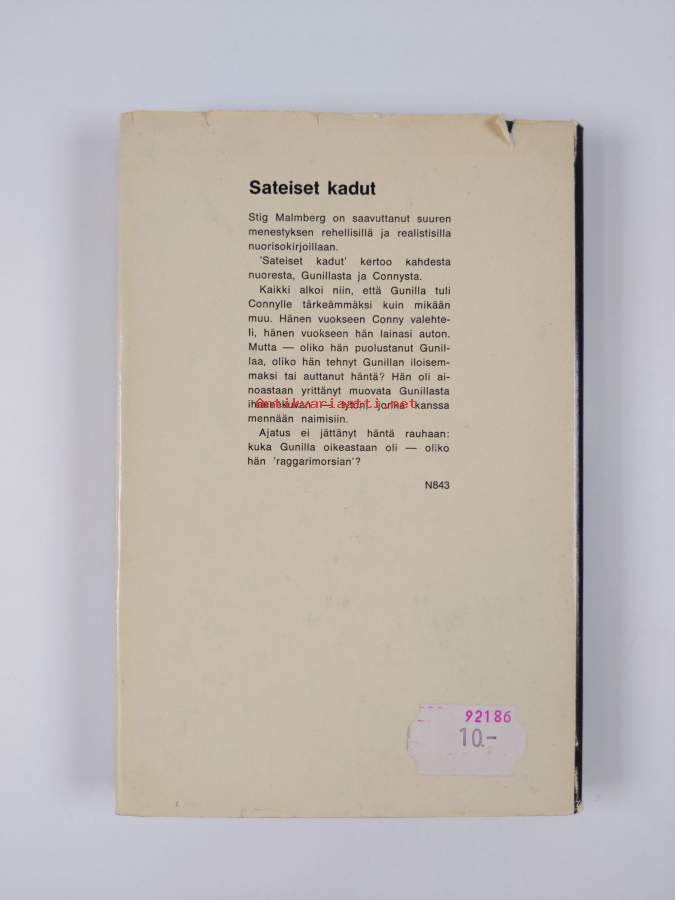 Sateiset kadut
Stig Malmberg on saavuttanut suuren
menestyksen rehellisillä ja realistisilla
nuorisokirjoillaan.
'Sateiset kadut' kertoo kahdesta
nuoresta, Gunillasta ja Connysta.
Kaikki alkoi niin, että Gunilla tuli
Connylle tärkeämmäksi kuin mikään
muu. Hänen vuokseen Conny valehte-
li, hänen vuokseen hän lainasi auton.
Mutta — oliko hän puolustanut Gunil-
laa, oliko hän tehnyt Gunillan iloisem-
maksi tai auttanut häntä? Hän oli ai-
noastaan yrittänyt muovata Gunillasta
— tytön, jonka kanssa
Antikvariaatti.net
mennään naimisiin.
Ajatus ei jättänyt häntä rauhaan:
kuka Gunilla oikeastaan oli — oliko
hän 'raggarimorsian'?
N843
92186
10.-